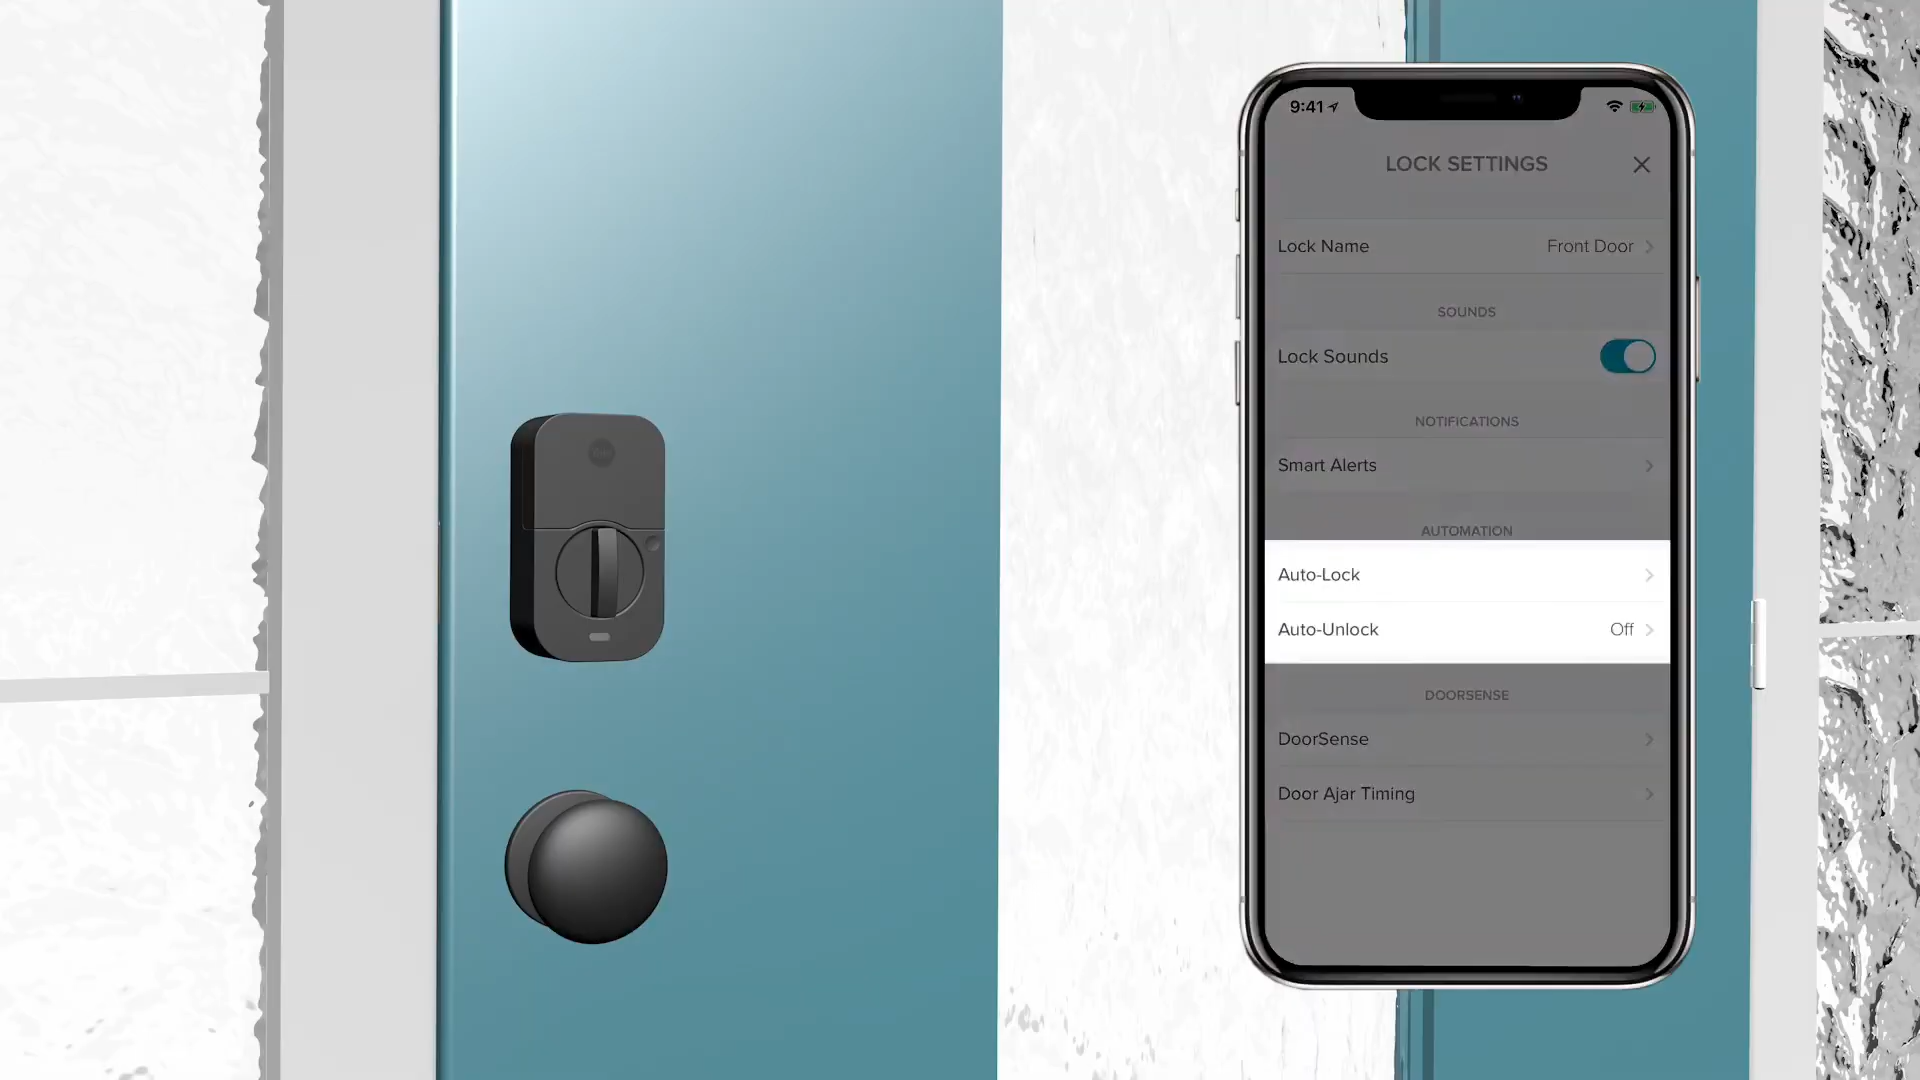 9:41
LOCK SETTINGS
Lock Name Front Door
SOUNDS
Lock Sounds
NOTIFICATIONS
Smart Alerts
AUTOMATION
Auto-Lock
Auto-Unlock Off
DOORSENSE
DoorSense
Door Ajar Timing